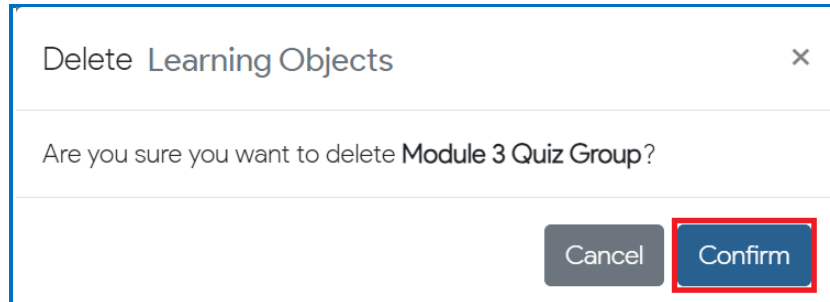 Delete Learning Objects ×
Are you sure you want to delete Module 3 Quiz Group?
Cancel Confirm